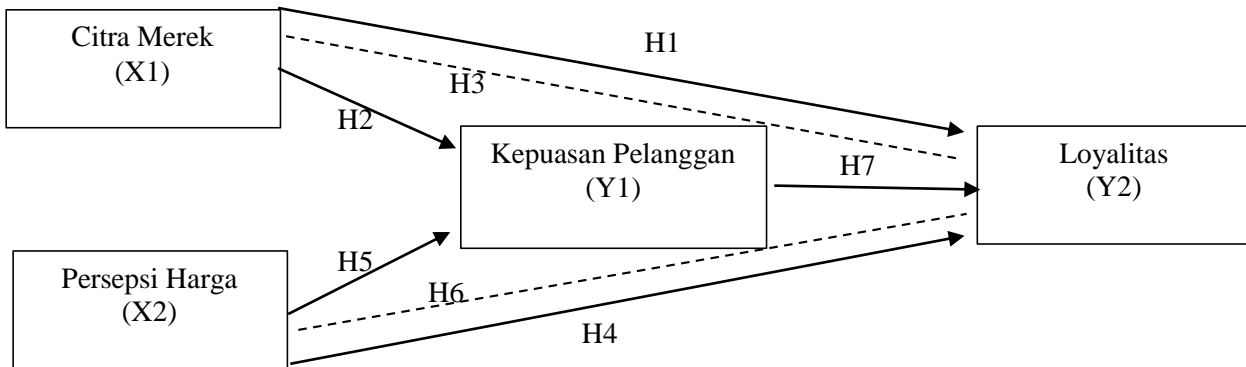 Citra Merek
(X1)
H1
H3
H2
Kepuasan Pelanggan
(Y1)
H7
Loyalitas
(Y2)
Persepsi Harga
(X2)
H5
H6
H4